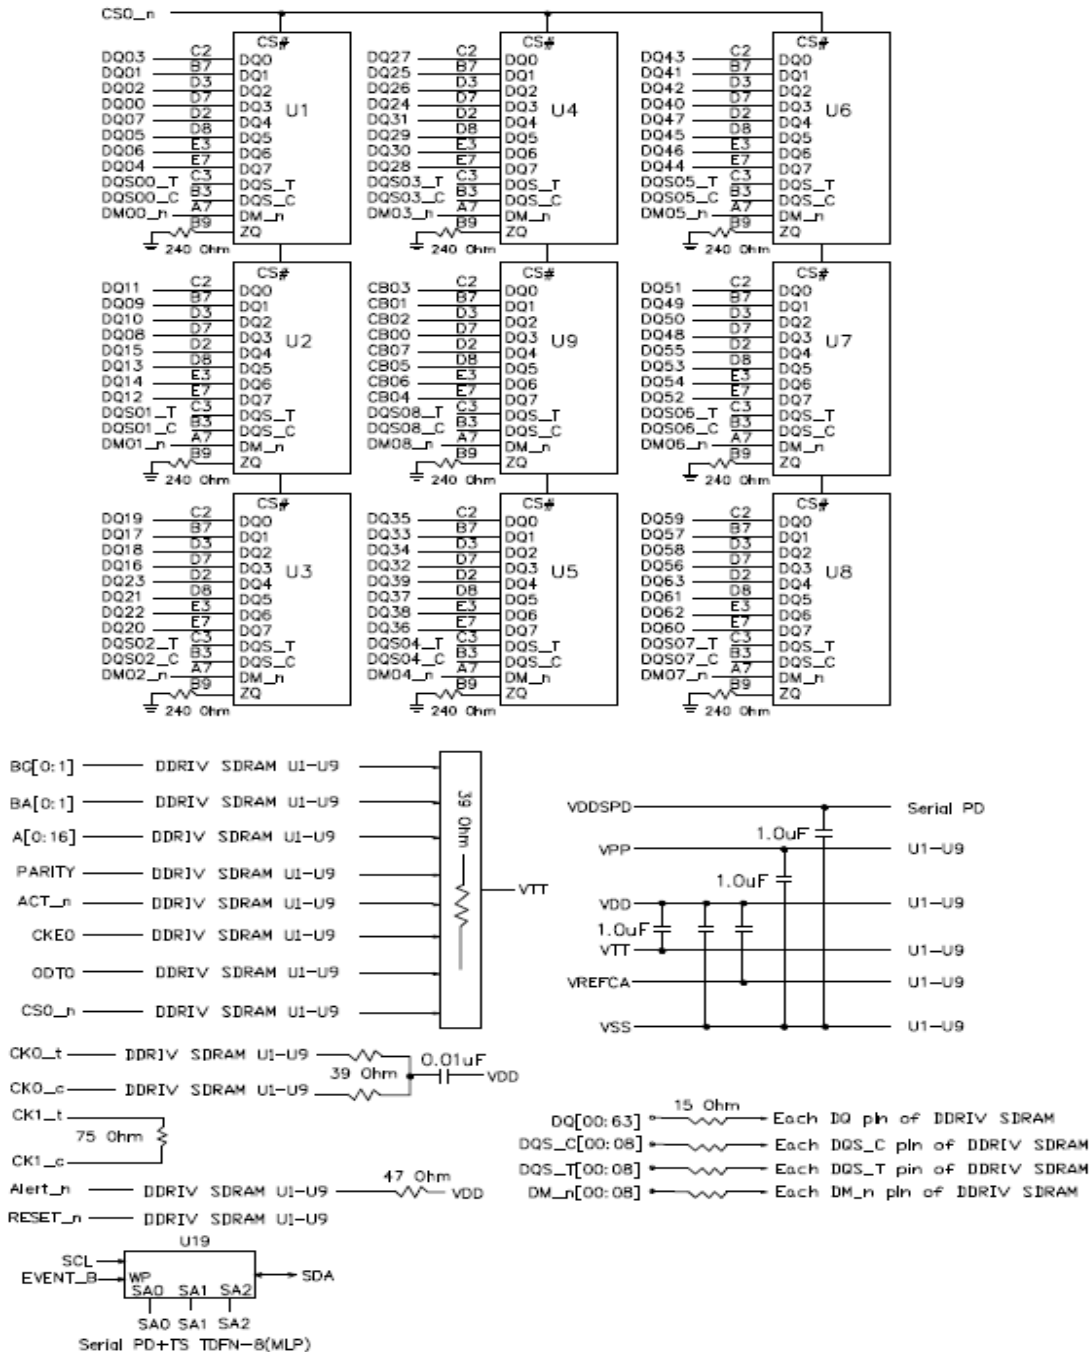 CS0_n
CS# CS# CS#
DQ03 C2 DQ0 DQ27 C2 DQ0 DQ43 C2 DQ0
DQ01 B7 DQ1 DQ25 B7 DQ1 DQ41 B7 DQ1
DQ02 D3 DQ2 DQ26 D3 DQ2 DQ42 D3 DQ2
DQ00 D7 DQ3 U1 DQ24 D7 DQ3 U4 DQ40 D7 DQ3 U6
DQ07 D2 DQ4 DQ31 D2 DQ4 DQ47 D2 DQ4
DQ05 D8 DQ5 DQ29 D8 DQ5 DQ45 D8 DQ5
DQ06 E3 DQ6 DQ30 E3 DQ6 DQ46 E3 DQ6
DQ04 E7 DQ7 DQ28 E7 DQ7 DQ44 E7 DQ7
DQS00_T C3 DQS_T DQS03_T C3 DQS_T DQS05_T C3 DQS_T
DQS00_C B3 DQS_C DQS03_C B3 DQS_C DQS05_C B3 DQS_C
DM00_n A7 DM_n DM03_n A7 DM_n DM05_n A7 DM_n
B9 ZQ B9 ZQ B9 ZQ
240 Ohm 240 Ohm 240 Ohm
CS# CS# CS#
DQ11 C2 DQ0 CB03 C2 DQ0 DQ51 C2 DQ0
DQ09 B7 DQ1 CB01 B7 DQ1 DQ49 B7 DQ1
DQ10 D3 DQ2 CB02 D3 DQ2 DQ50 D3 DQ2
DQ08 D7 DQ3 U2 CB00 D7 DQ3 U9 DQ48 D7 DQ3 U7
DQ15 D2 DQ4 CB07 D2 DQ4 DQ55 D2 DQ4
DQ13 D8 DQ5 CB05 D8 DQ5 DQ53 D8 DQ5
DQ14 E3 DQ6 CB06 E3 DQ6 DQ54 E3 DQ6
DQ12 E7 DQ7 CB04 E7 DQ7 DQ52 E7 DQ7
DQS01_T C3 DQS_T DQS08_T C3 DQS_T DQS06_T C3 DQS_T
DQS01_C B3 DQS_C DQS08_C B3 DQS_C DQS06_C B3 DQS_C
DM01_n A7 DM_n DM08_n A7 DM_n DM06_n A7 DM_n
B9 ZQ B9 ZQ B9 ZQ
240 Ohm 240 Ohm 240 Ohm
CS# CS# CS#
DQ19 C2 DQ0 DQ35 C2 DQ0 DQ59 C2 DQ0
DQ17 B7 DQ1 DQ33 B7 DQ1 DQ57 B7 DQ1
DQ18 D3 DQ2 DQ34 D3 DQ2 DQ58 D3 DQ2
DQ16 D7 DQ3 U3 DQ32 D7 DQ3 U5 DQ56 D7 DQ3 U8
DQ23 D2 DQ4 DQ39 D2 DQ4 DQ63 D2 DQ4
DQ21 D8 DQ5 DQ37 D8 DQ5 DQ61 D8 DQ5
DQ22 E3 DQ6 DQ38 E3 DQ6 DQ62 E3 DQ6
DQ20 E7 DQ7 DQ36 E7 DQ7 DQ60 E7 DQ7
DQS02_T C3 DQS_T DQS04_T C3 DQS_T DQS07_T C3 DQS_T
DQS02_C B3 DQS_C DQS04_C B3 DQS_C DQS07_C B3 DQS_C
DM02_n A7 DM_n DM04_n A7 DM_n DM07_n A7 DM_n
B9 ZQ B9 ZQ B9 ZQ
240 Ohm 240 Ohm 240 Ohm
BG[0:1] DDRIV SDRAM U1-U9
BA[0:1] DDRIV SDRAM U1-U9
A[0:16] DDRIV SDRAM U1-U9
PARITY DDRIV SDRAM U1-U9
ACT_n DDRIV SDRAM U1-U9
CKE0 DDRIV SDRAM U1-U9
ODT0 DDRIV SDRAM U1-U9
CS0_n DDRIV SDRAM U1-U9
39 Ohm
VTT
VDDSPD Serial PD
1.0uF
VPP U1-U9
1.0uF
VDD U1-U9
1.0uF
VTT U1-U9
VREFCA U1-U9
VSS U1-U9
CK0_t DDRIV SDRAM U1-U9
39 Ohm 0.01uF VDD
CK0_c DDRIV SDRAM U1-U9
CK1_t
75 Ohm
CK1_c
Alert_n DDRIV SDRAM U1-U9 47 Ohm VDD
RESET_n DDRIV SDRAM U1-U9
15 Ohm
DQ[00:63] Each DQ pin of DDRIV SDRAM
DQS_C[00:08] Each DQS_C pin of DDRIV SDRAM
DQS_T[00:08] Each DQS_T pin of DDRIV SDRAM
DM_n[00:08] Each DM_n pin of DDRIV SDRAM
U19
SCL
EVENT_B WP SDA
SA0 SA1 SA2
SA0 SA1 SA2
Serial PD+TS TDFN-8(MLP)